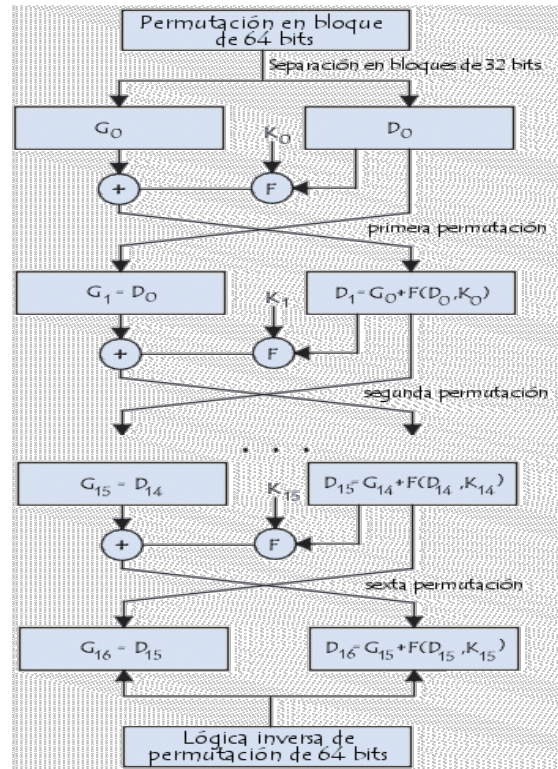 Permutación en bloque
de 64 bits
Separación en bloques de 32 bits
G0
K0
D0
+
F
primera permutación
G1 = D0
K1
D1 = G0+F(D0,K0)
+
F
segunda permutación
. . .
G15 = D14
K15
D15= G14+F(D14,K14)
+
F
sexta permutación
G16 = D15
D16= G15+F(D15,K15)
Lógica inversa de
permutación de 64 bits